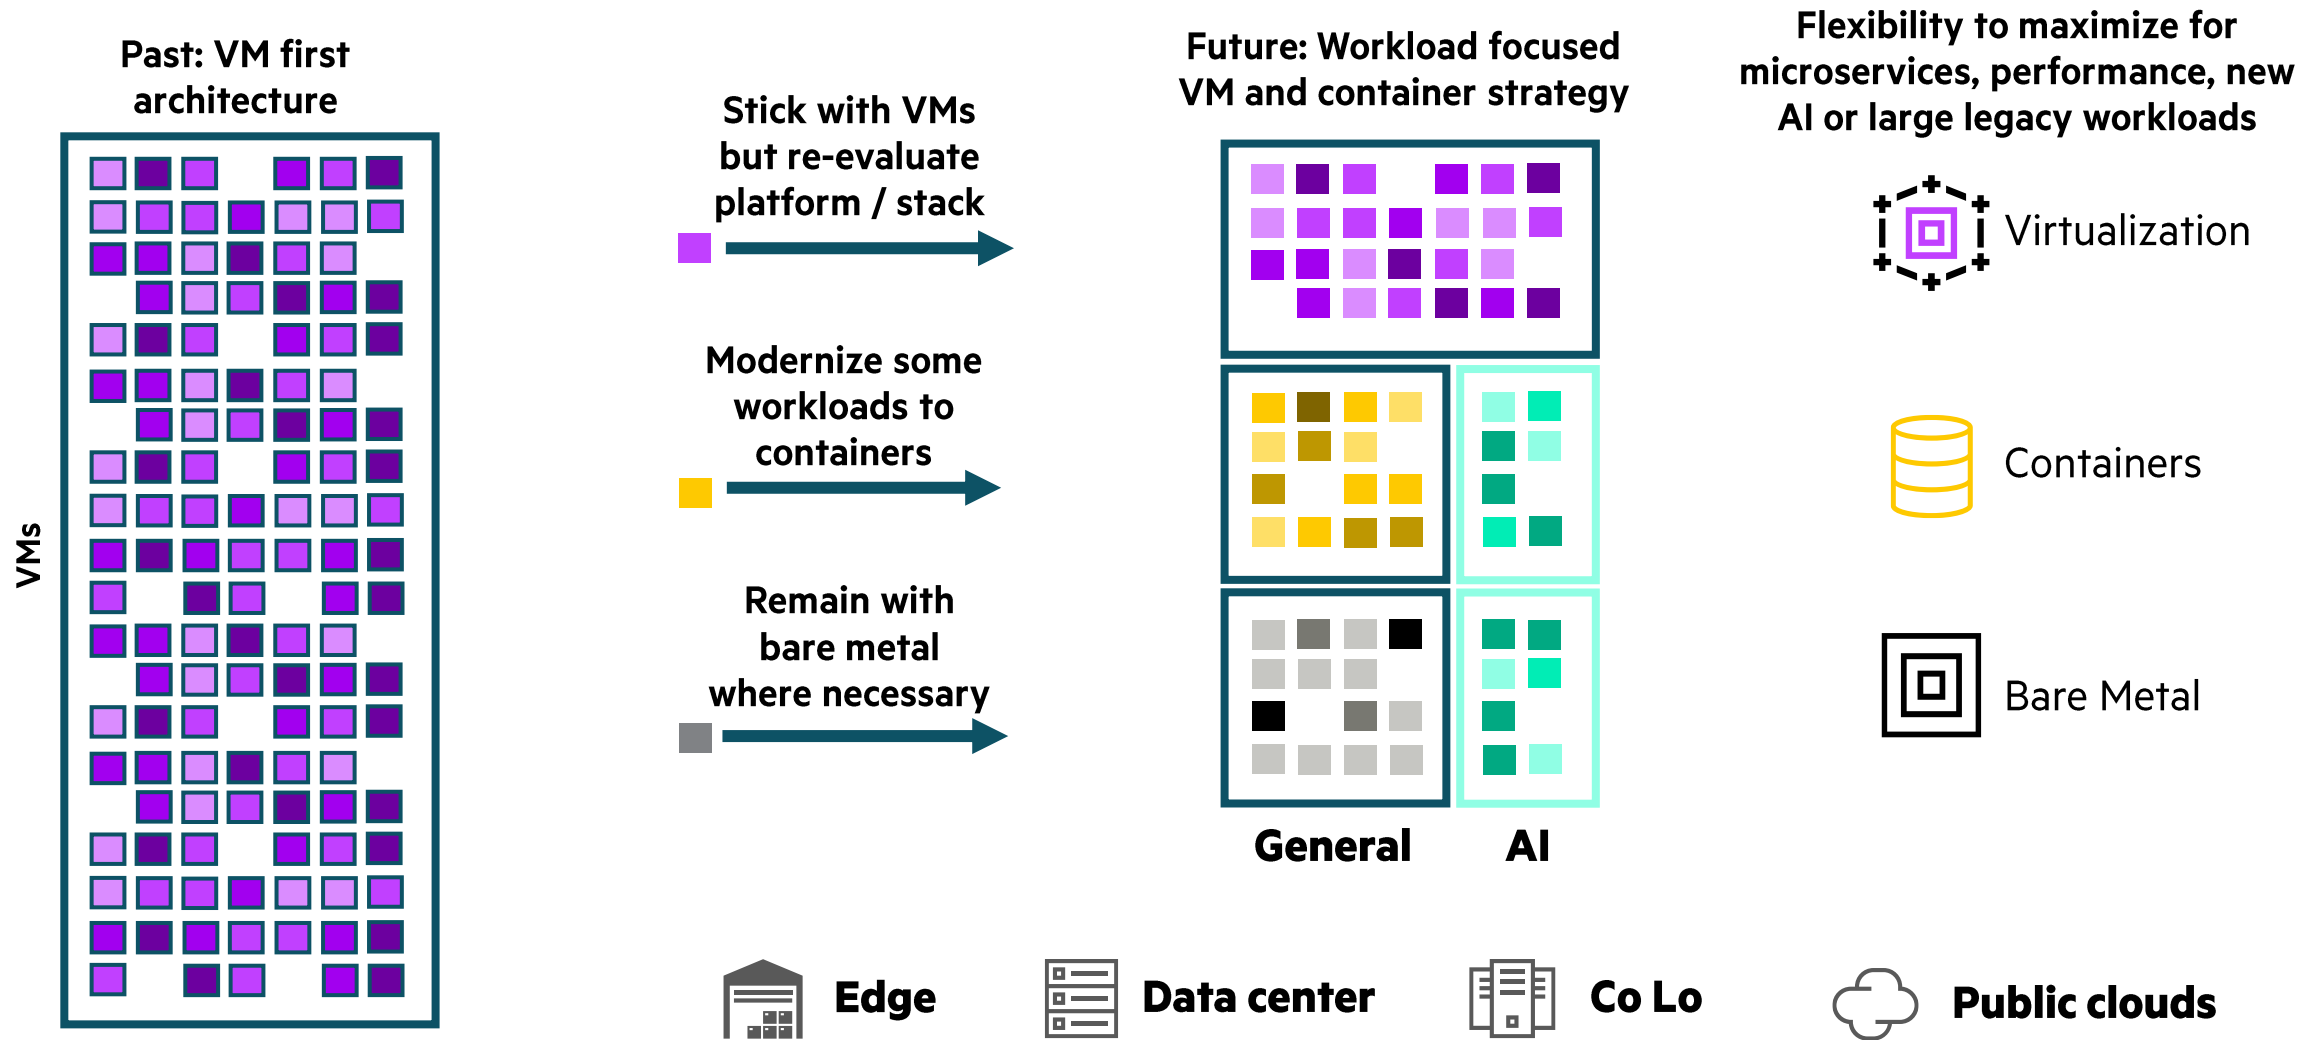 Past: VM first
architecture
VMs
Stick with VMs
but re-evaluate
platform / stack
Modernize some
workloads to
containers
Remain with
bare metal
where necessary
Future: Workload focused
VM and container strategy
General
AI
Flexibility to maximize for
microservices, performance, new
AI or large legacy workloads
Virtualization
Containers
Bare Metal
Edge
Data center
Co Lo
Public clouds